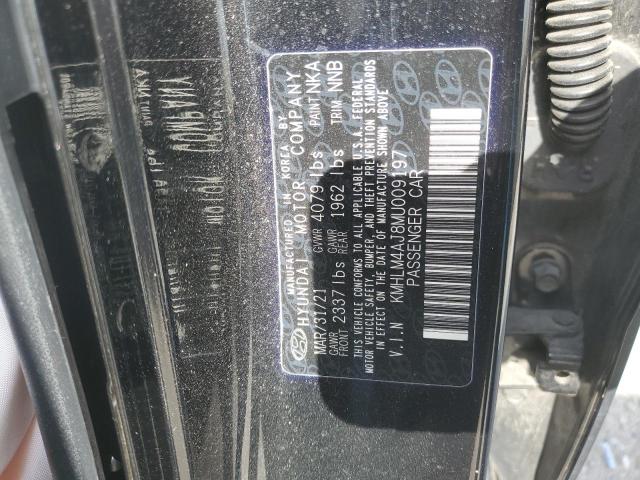 MANUFACTURED IN KOREA BY
HYUNDAI MOTOR COMPANY
MAR/31/21 GVWR 4079 lbs PAINT NKA
GAWR FRONT 2337 lbs GAWR REAR 1962 lbs TRIM NNB
THIS VEHICLE CONFORMS TO ALL APPLICABLE U.S.A. FEDERAL
MOTOR VEHICLE SAFETY, BUMPER, AND THEFT PREVENTION STANDARDS
IN EFFECT ON THE DATE OF MANUFACTURE SHOWN ABOVE
V.I.N KMHLM4AJ8MU009197
PASSENGER CAR